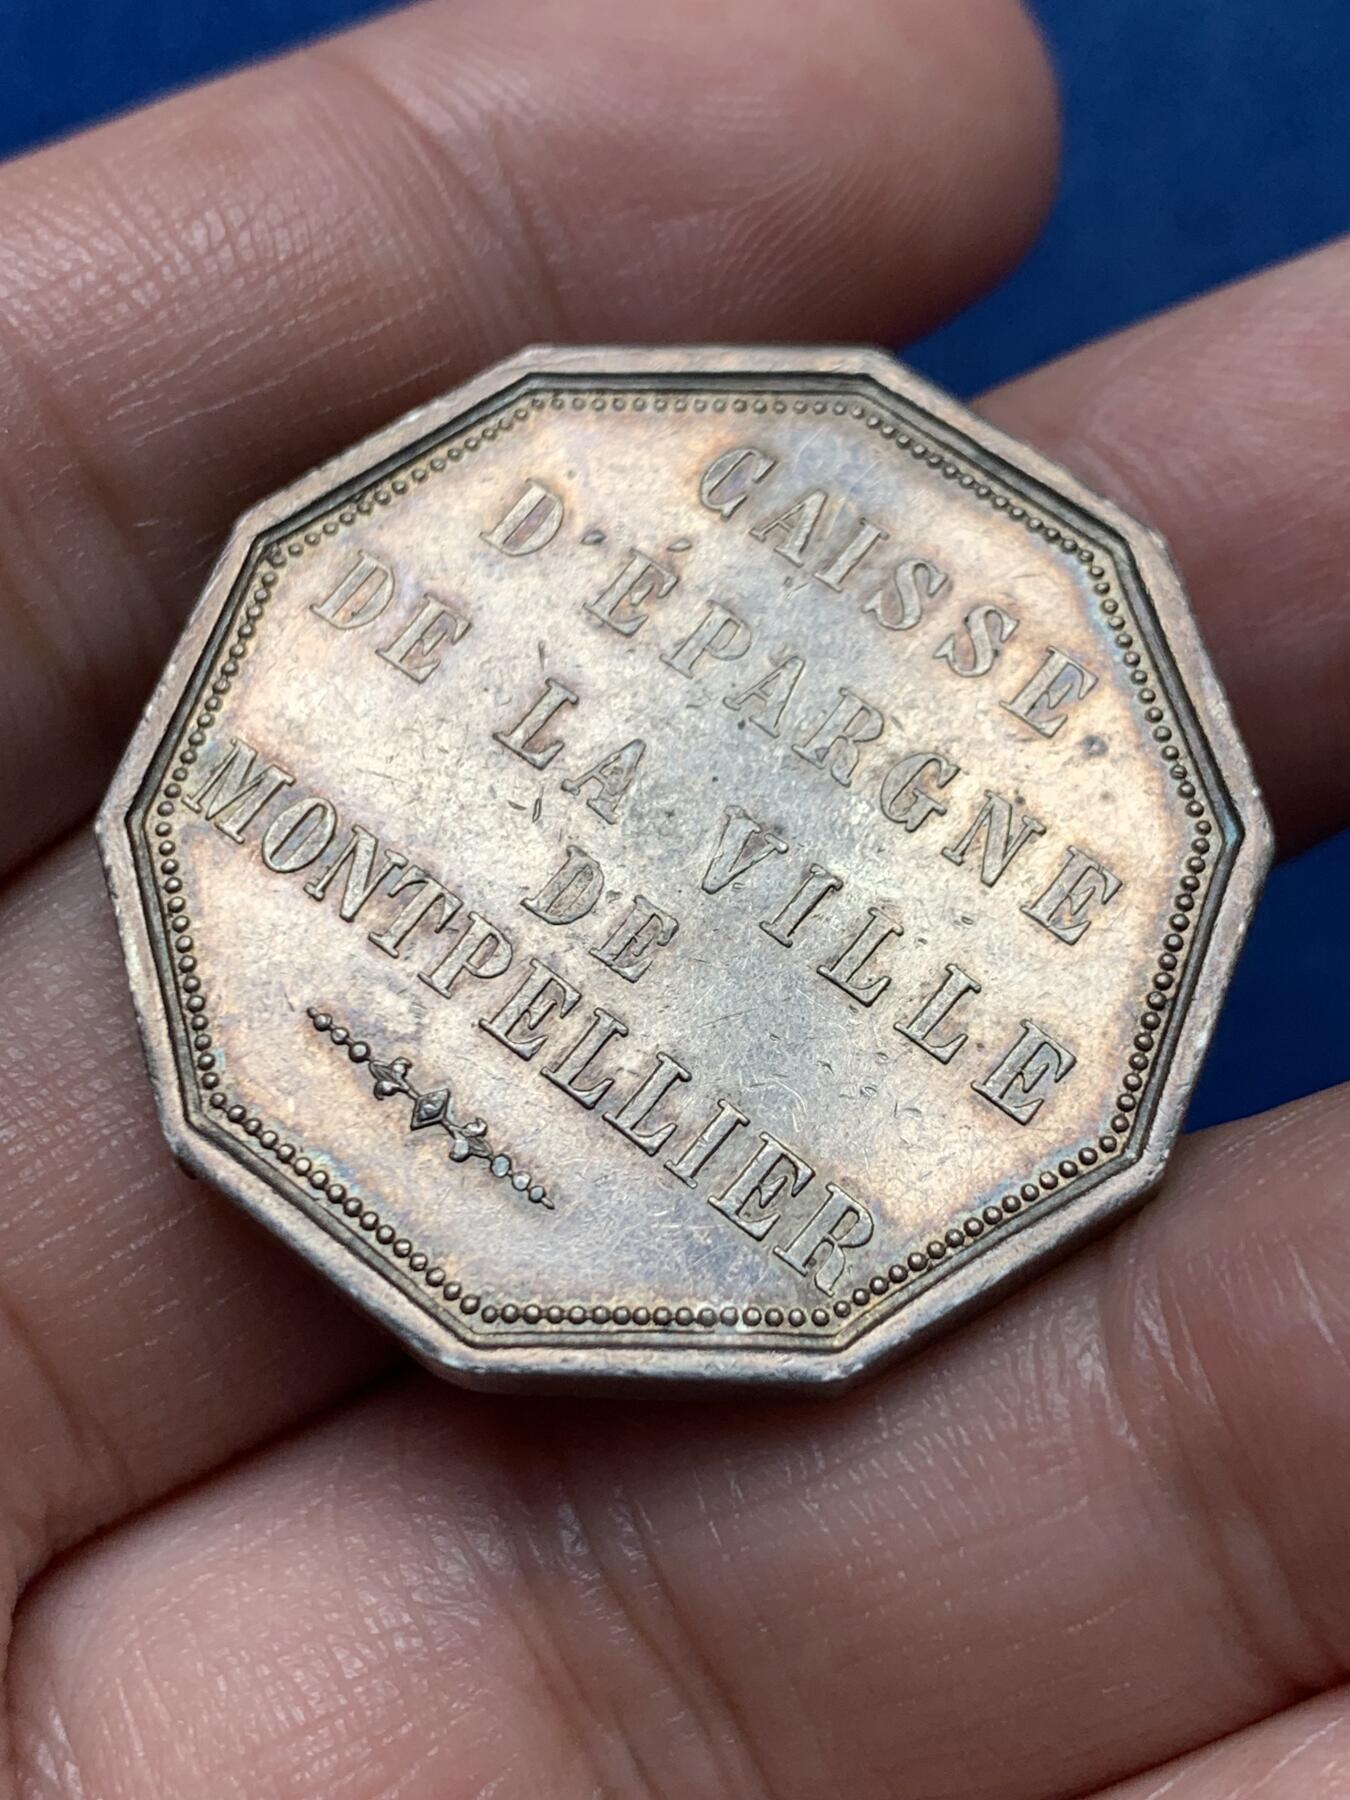 CAISSE.
D'ÉPARGNE
DE LA VILLE
DE
MONTPELLIER